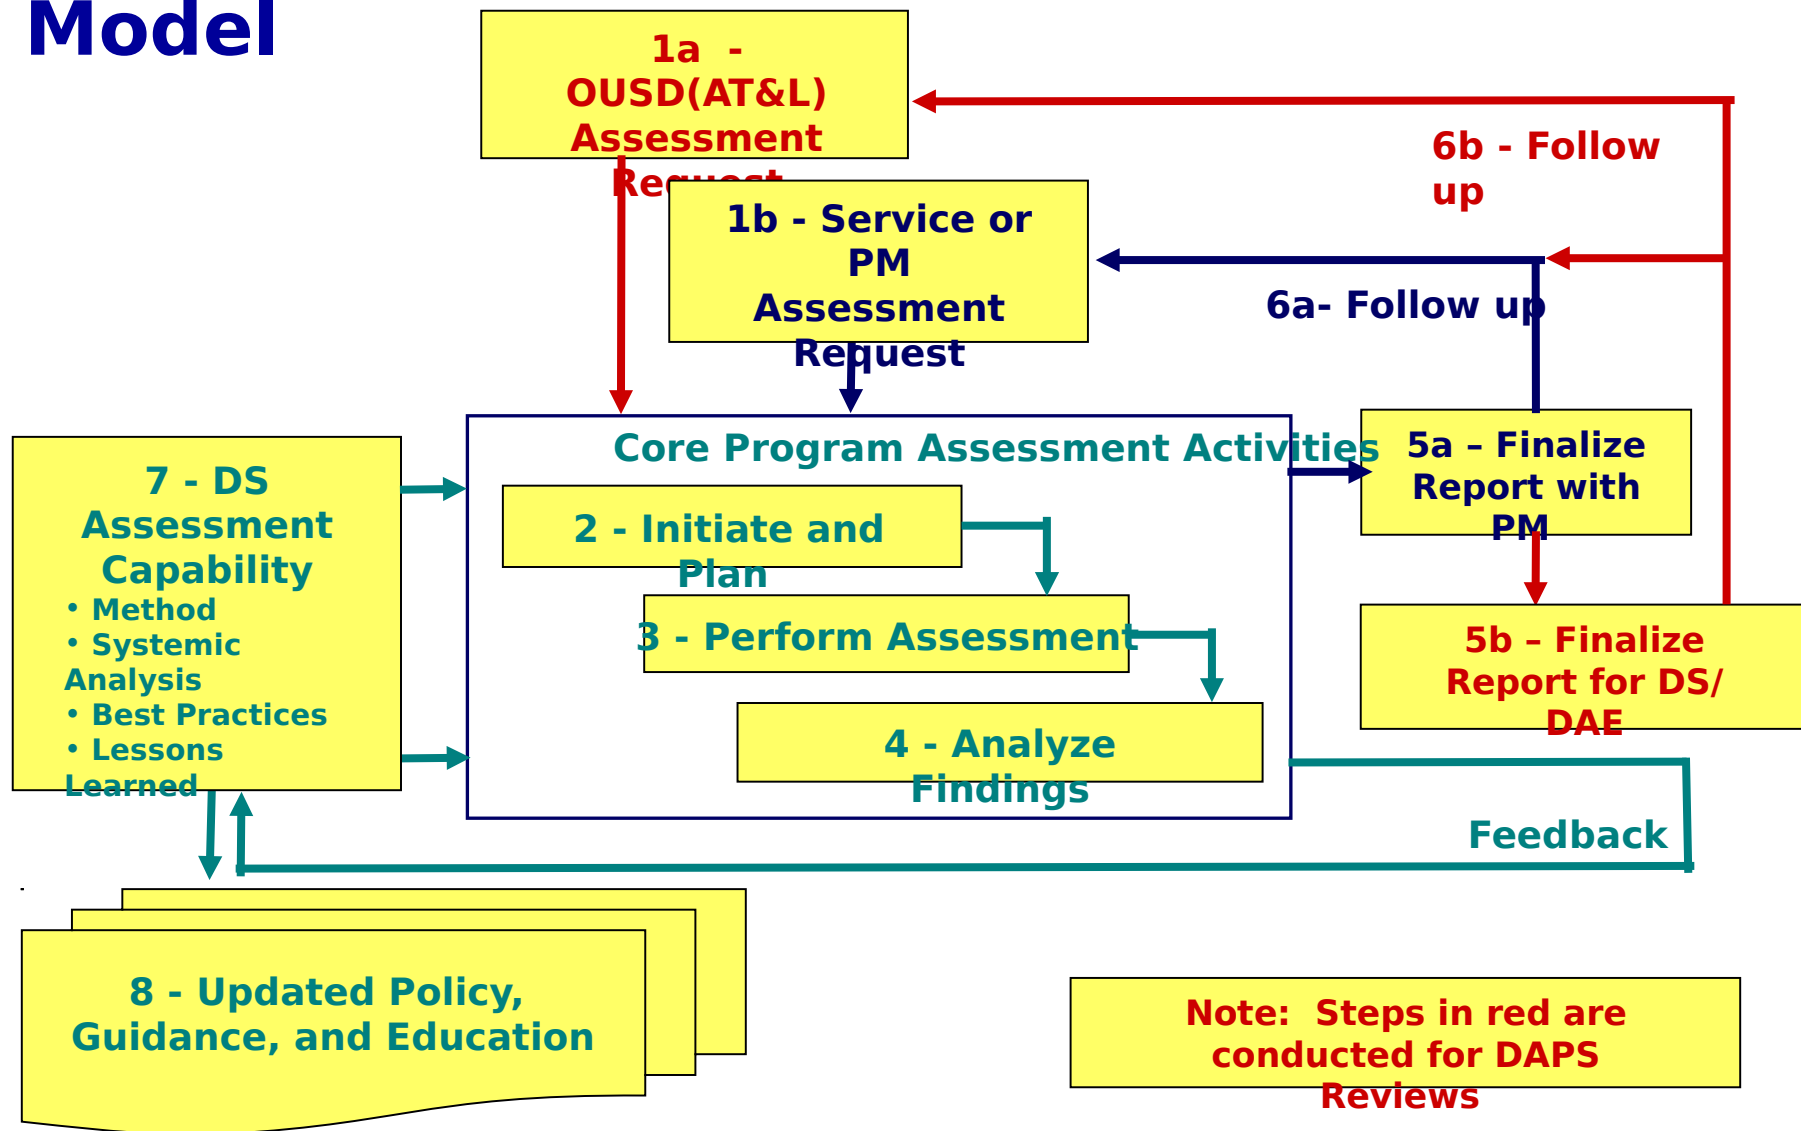 Model
1a  -
OUSD(AT&L)
Assessment
Request
6b - Follow
up
1b - Service or
PM
Assessment
Request
6a- Follow up
Core Program Assessment Activities
5a – Finalize
Report with
PM
7 - DS
Assessment
Capability
• Method
• Systemic
Analysis
• Best Practices
• Lessons
Learned
2 - Initiate and
Plan
3 - Perform Assessment
4 - Analyze
Findings
5b – Finalize
Report for DS/
DAE
Feedback
8 - Updated Policy,
Guidance, and Education
Note:  Steps in red are
conducted for DAPS
Reviews